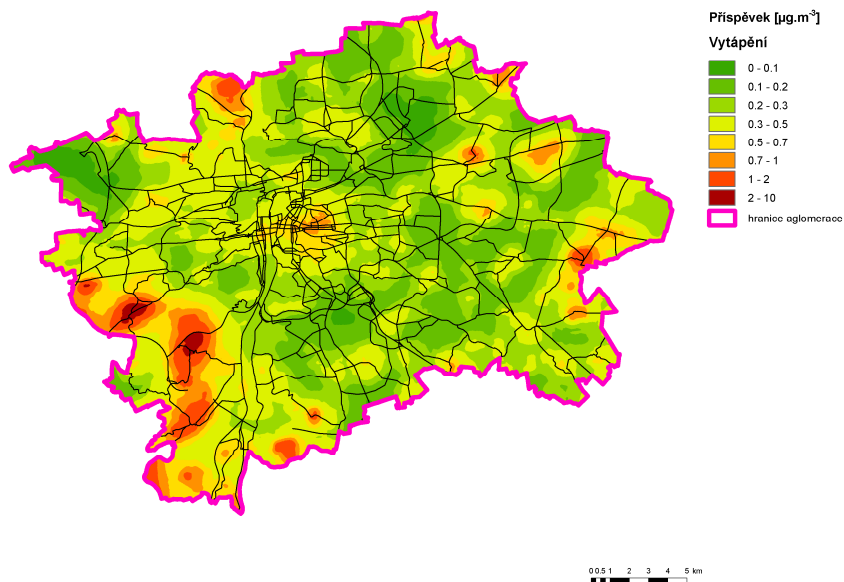 Příspěvek [µg.m-3]
Vytápění
0 - 0.1
0.1 - 0.2
0.2 - 0.3
0.3 - 0.5
0.5 - 0.7
0.7 - 1
1 - 2
2 - 10
hranice aglomerace
0 0.5 1 2 3 4 5 km